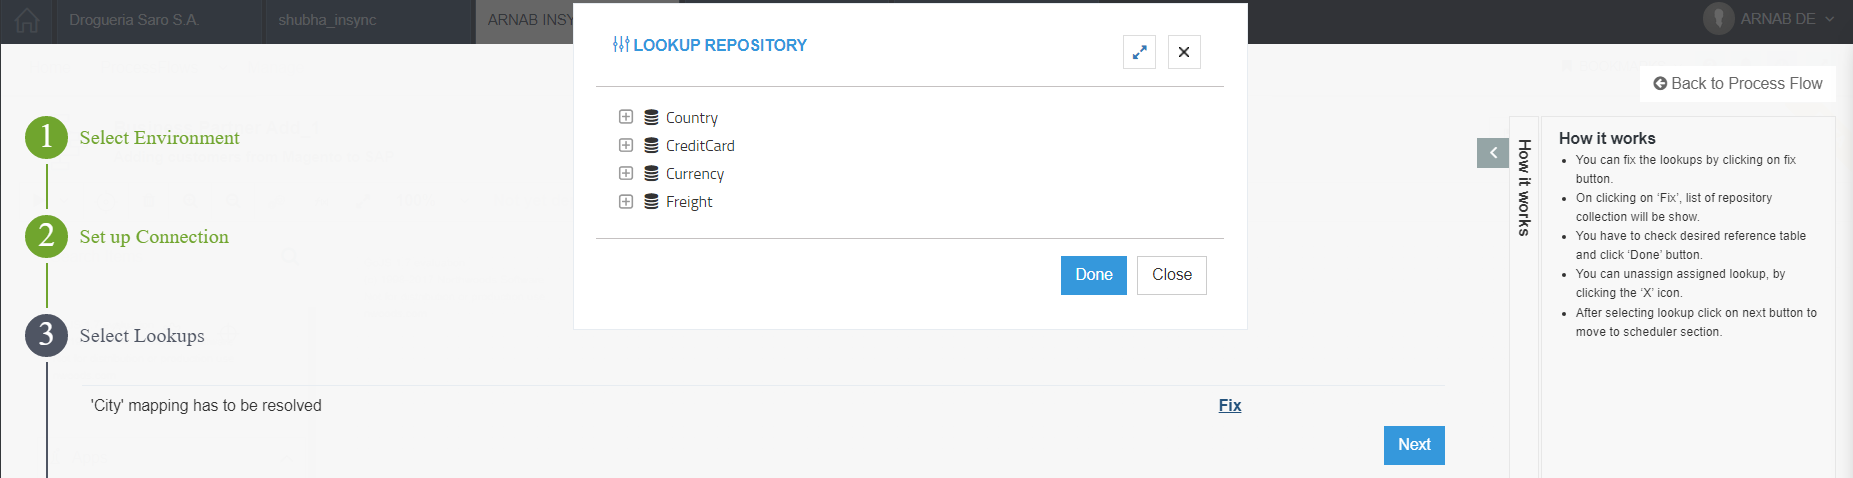 Drogueria Saro S.A.
shubha_insync
ARNAB INSY
ARNAB DE
LOOKUP REPOSITORY
Country
CreditCard
Currency
Freight
Done
Close
Back to Process Flow
1
Select Environment
2
Set up Connection
3
Select Lookups
'City' mapping has to be resolved
Fix
Next
How it works
How it works
You can fix the lookups by clicking on fix
button.
On clicking on ‘Fix’, list of repository
collection will be show.
You have to check desired reference table
and click ‘Done’ button.
You can unassign assigned lookup, by
clicking the ‘X’ icon.
After selecting lookup click on next button to
move to scheduler section.